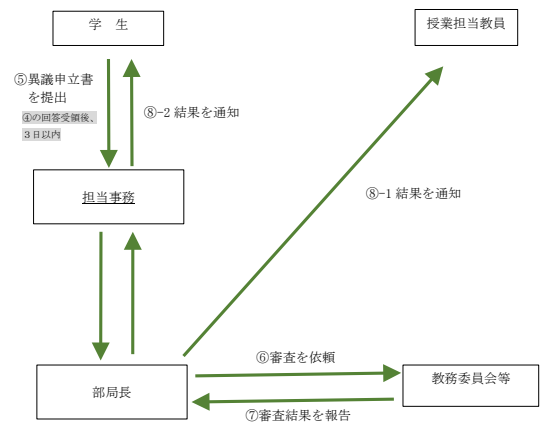 学 生
授業担当教員
⑤異議申立書
を提出
④の回答受領後、
３日以内
⑧-2 結果を通知
担当事務
⑧-1 結果を通知
⑥審査を依頼
部局長
教務委員会等
⑦審査結果を報告